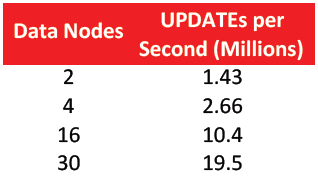 Data Nodes UPDATEs per Second (Millions)
2 1.43
4 2.66
16 10.4
30 19.5